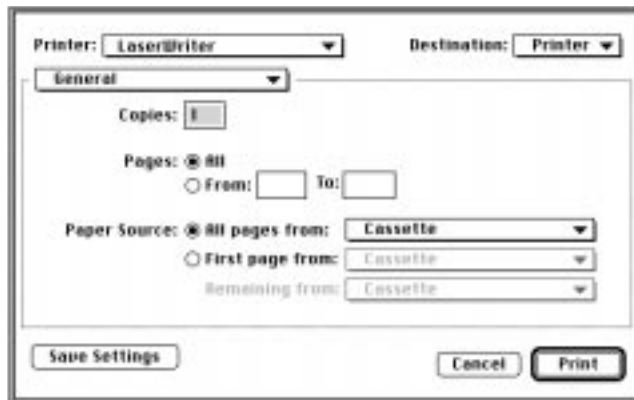 Printer: LaserWriter Destination: Printer
General
Copies: 1
Pages: All
From: To:
Paper Source: All pages from: Cassette
First page from: Cassette
Remaining from: Cassette
Save Settings Cancel Print